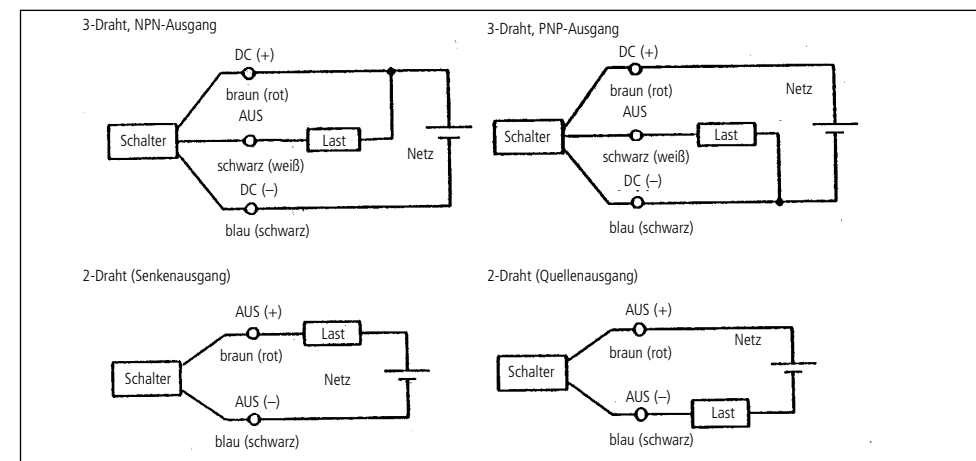 3-Draht, NPN-Ausgang
DC (+)
braun (rot)
AUS
Schalter
Last
Netz
schwarz (weiß)
DC (–)
blau (schwarz)
3-Draht, PNP-Ausgang
DC (+)
braun (rot)
Netz
AUS
Schalter
Last
schwarz (weiß)
DC (–)
blau (schwarz)
2-Draht (Senkenausgang)
AUS (+)
Last
braun (rot)
Schalter
Netz
AUS (–)
blau (schwarz)
2-Draht (Quellenausgang)
AUS (+)
Netz
braun (rot)
Schalter
AUS (–)
Last
blau (schwarz)